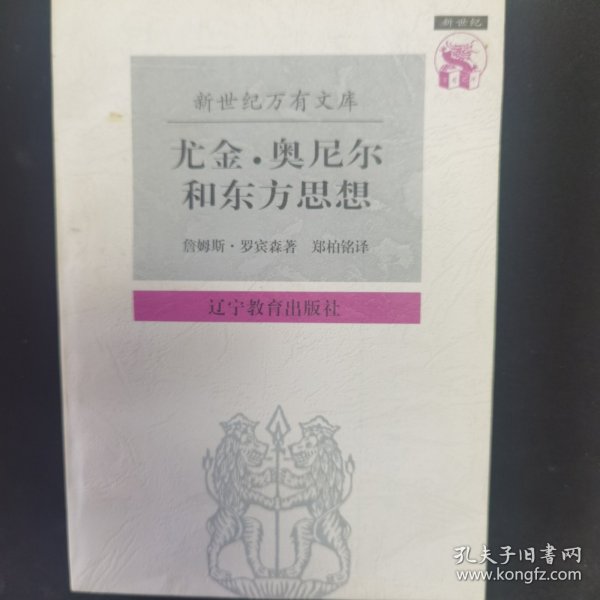 新世纪
新世纪万有文库
尤金·奥尼尔
和东方思想
詹姆斯·罗宾森著 郑柏铭译
辽宁教育出版社
孔夫子旧书网
www.kongfz.com